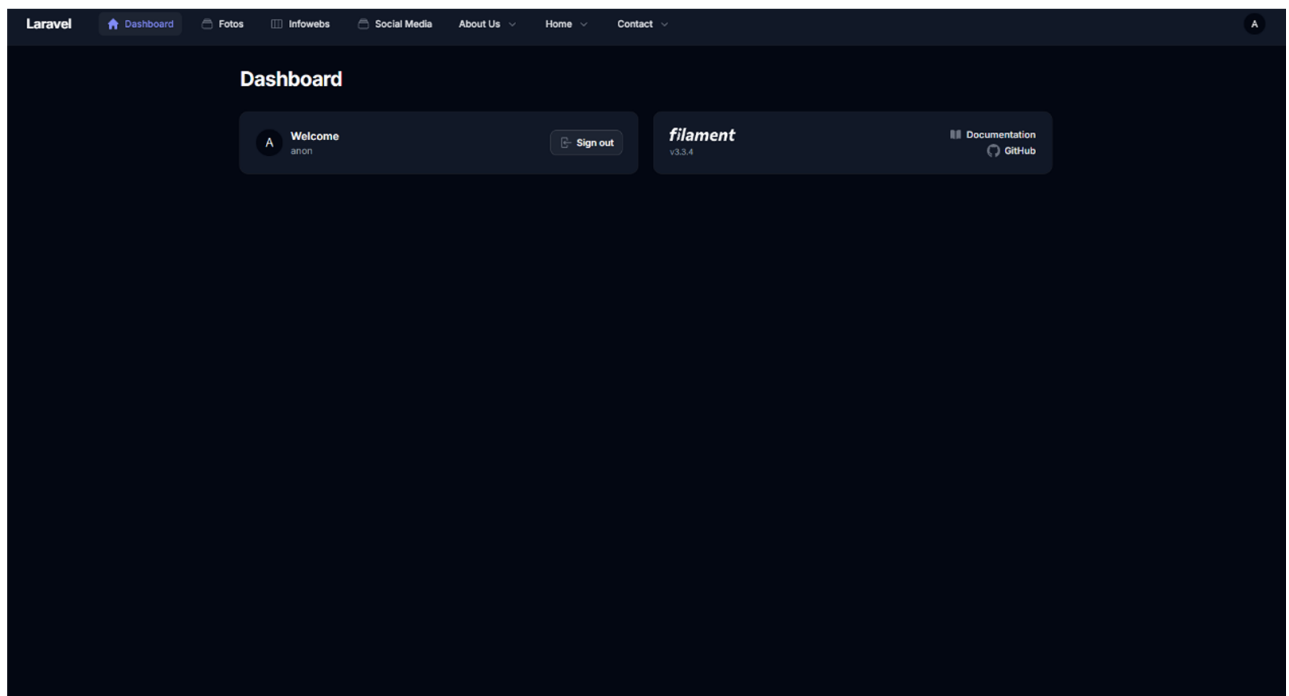 Laravel Dashboard Fotos Infowebs Social Media About Us Home Contact A
Dashboard
A
Welcome
anon
Sign out
filament
v3.3.4
Documentation
GitHub